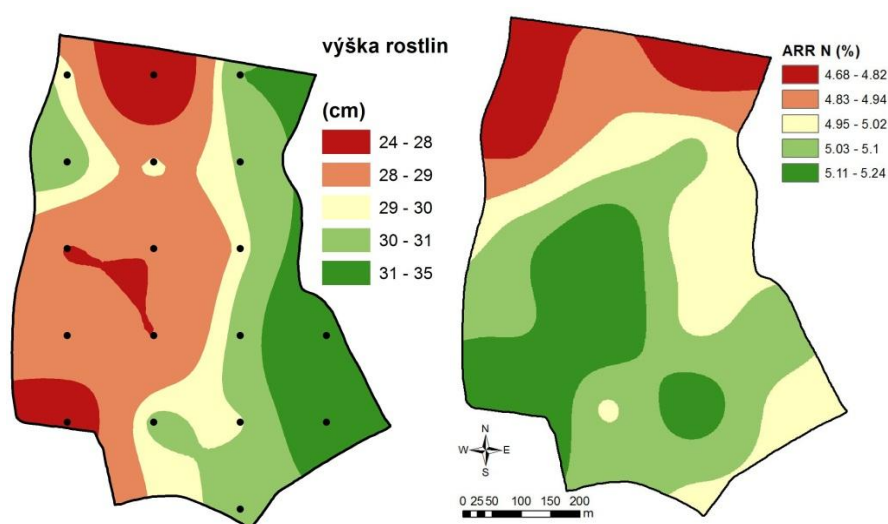 výška rostlin
(cm)
24 - 28
28 - 29
29 - 30
30 - 31
31 - 35
ARR N (%)
4.68 - 4.82
4.83 - 4.94
4.95 - 5.02
5.03 - 5.1
5.11 - 5.24
N
W E
S
0 25 50 100 150 200
m